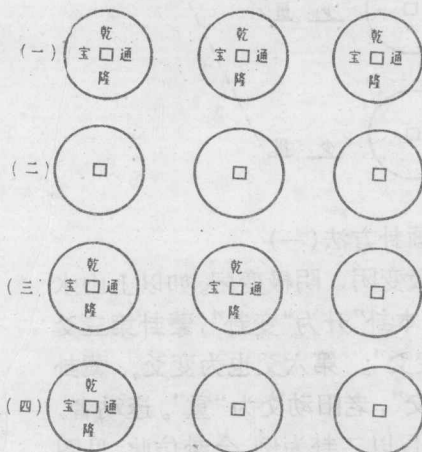 乾 乾 乾
(一) 宝 通 宝 通 宝 通
隆 隆 隆
(二)
乾 乾
(三 宝 通 宝 通
隆 隆
乾
(四) 宝 通
隆